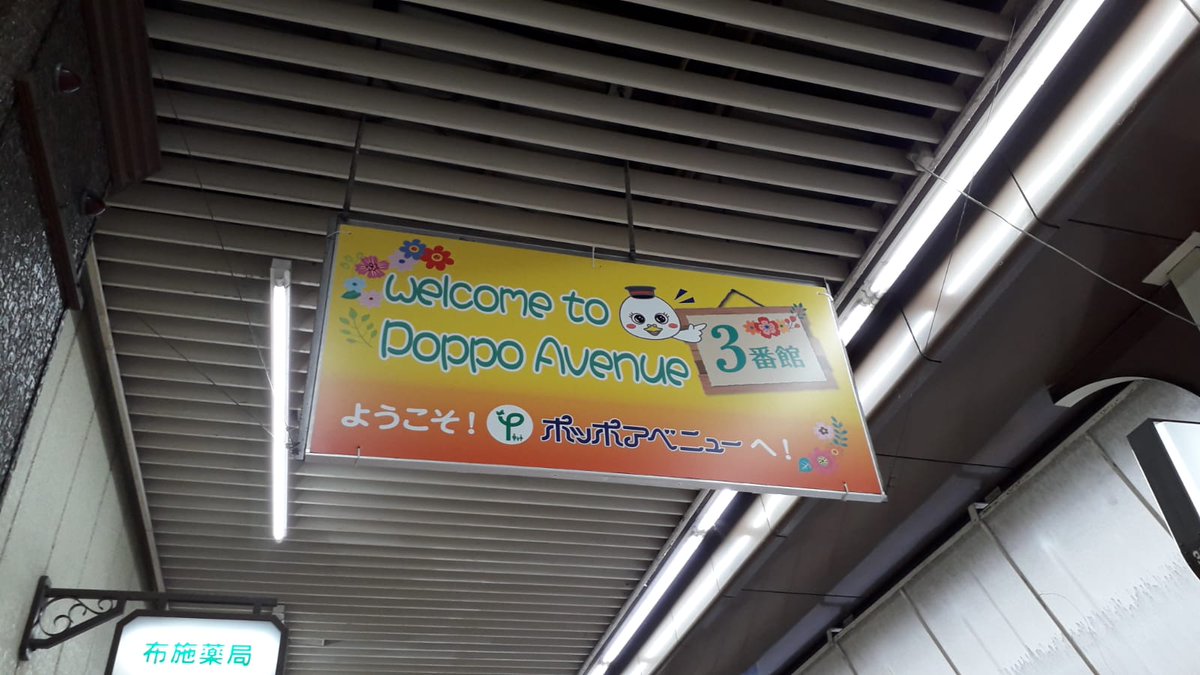 Welcome to
Poppo Avenue
3番館
ようこそ! ポッポアベニューへ!
布施薬局